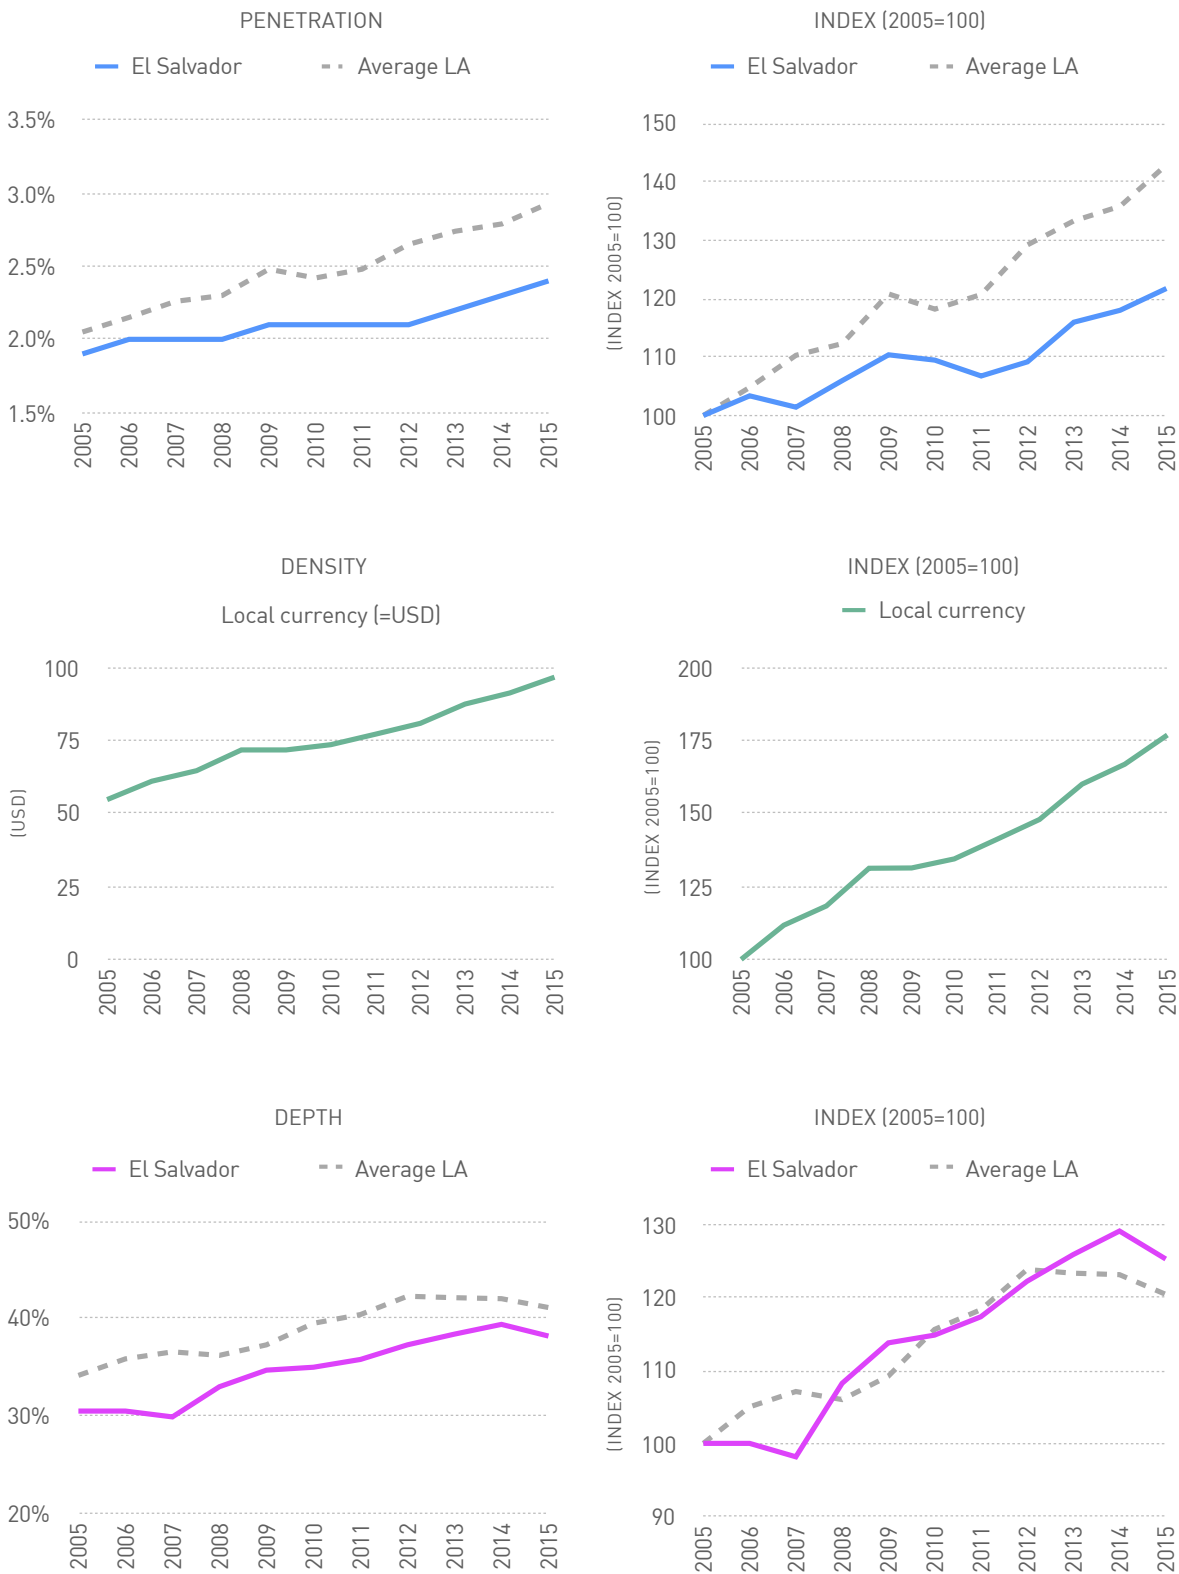 PENETRATION
El Salvador
Average LA
3.5%
3.0%
2.5%
2.0%
1.5%
2005 2006 2007 2008 2009 2010 2011 2012 2013 2014 2015
INDEX (2005=100)
El Salvador
Average LA
(INDEX 2005=100)
150
140
130
120
110
100
2005 2006 2007 2008 2009 2010 2011 2012 2013 2014 2015
DENSITY
Local currency (=USD)
(USD)
100
75
50
25
0
2005 2006 2007 2008 2009 2010 2011 2012 2013 2014 2015
INDEX (2005=100)
Local currency
(INDEX 2005=100)
200
175
150
125
100
2005 2006 2007 2008 2009 2010 2011 2012 2013 2014 2015
DEPTH
El Salvador
Average LA
50%
40%
30%
20%
2005 2006 2007 2008 2009 2010 2011 2012 2013 2014 2015
INDEX (2005=100)
El Salvador
Average LA
(INDEX 2005=100)
130
120
110
100
90
2005 2006 2007 2008 2009 2010 2011 2012 2013 2014 2015